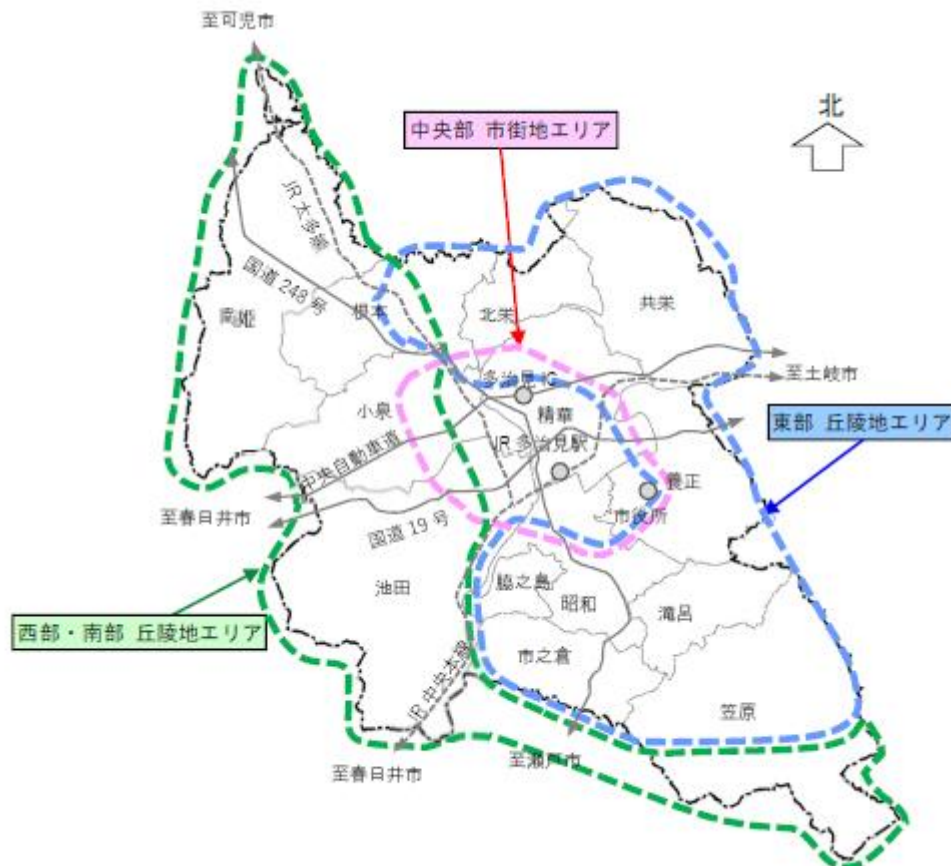 至可児市
中央部 市街地エリア
北
JR太多線
国道248号
南姫
根本
北栄
共栄
多治見IC
至土岐市
小泉
精華
JR多治見駅
東部 丘陵地エリア
中央自動車道
養正
市役所
至春日井市
国道19号
池田
脇之島
昭和
滝呂
西部・南部 丘陵地エリア
市之倉
JR中央本線
笠原
至瀬戸市
至春日井市